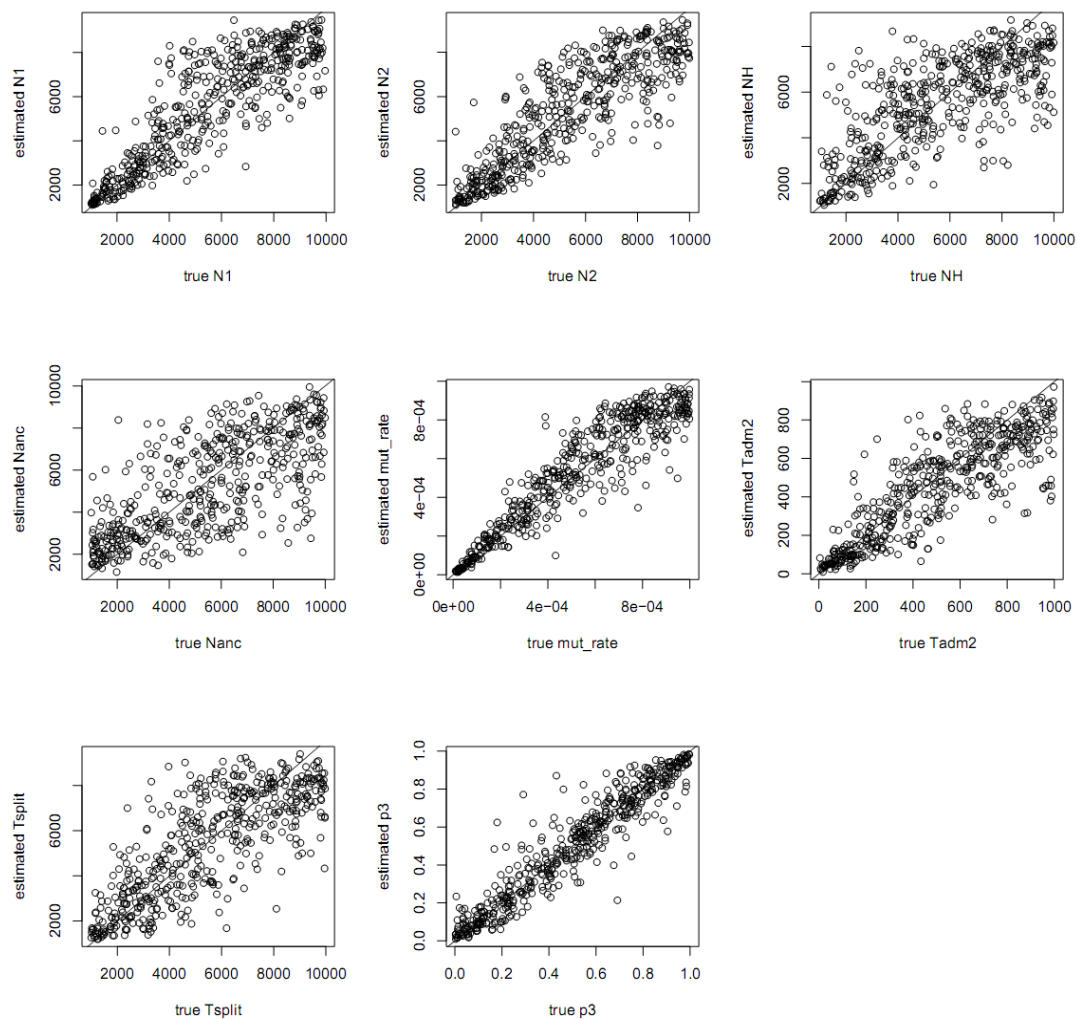 estimated N1
6000
2000
2000 4000 6000 8000 10000
true N1
estimated N2
6000
2000
2000 4000 6000 8000 10000
true N2
estimated NH
6000
2000
2000 4000 6000 8000 10000
true NH
estimated Nanc
10000
6000
2000
2000 4000 6000 8000 10000
true Nanc
estimated mut_rate
8e−04
4e−04
0e+00
0e+00 4e−04 8e−04
true mut_rate
estimated Tadm2
800
600
400
200
0
0 200 400 600 800 1000
true Tadm2
estimated Tsplit
6000
2000
2000 4000 6000 8000 10000
true Tsplit
estimated p3
1.0
0.8
0.6
0.4
0.2
0.0
0.0 0.2 0.4 0.6 0.8 1.0
true p3